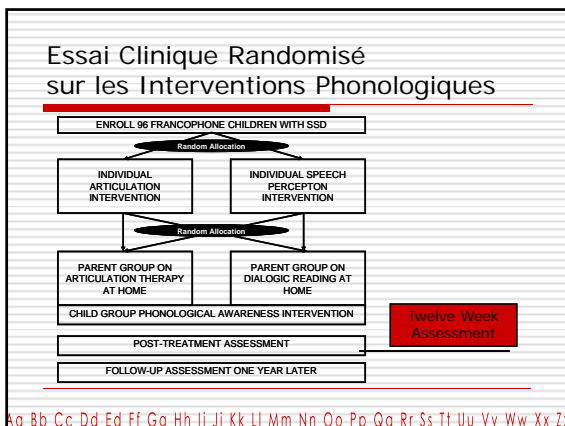 Essai Clinique Randomisé
sur les Interventions Phonologiques
ENROLL 96 FRANCOPHONE CHILDREN WITH SSD
Random Allocation
INDIVIDUAL
ARTICULATION
INTERVENTION
INDIVIDUAL SPEECH
PERCEPTON
INTERVENTION
Random Allocation
PARENT GROUP ON
ARTICULATION THERAPY
AT HOME
PARENT GROUP ON
DIALOGIC READING AT
HOME
CHILD GROUP PHONOLOGICAL AWARENESS INTERVENTION
Twelve Week
Assessment
POST-TREATMENT ASSESSMENT
FOLLOW-UP ASSESSMENT ONE YEAR LATER
Aa Bb Cc Dd Ed Ff Gg Hh Ii Ji Kk Ll Mm Nn Oo Pp Qq Rr Ss Tt Uu Vv Ww Xx Zz